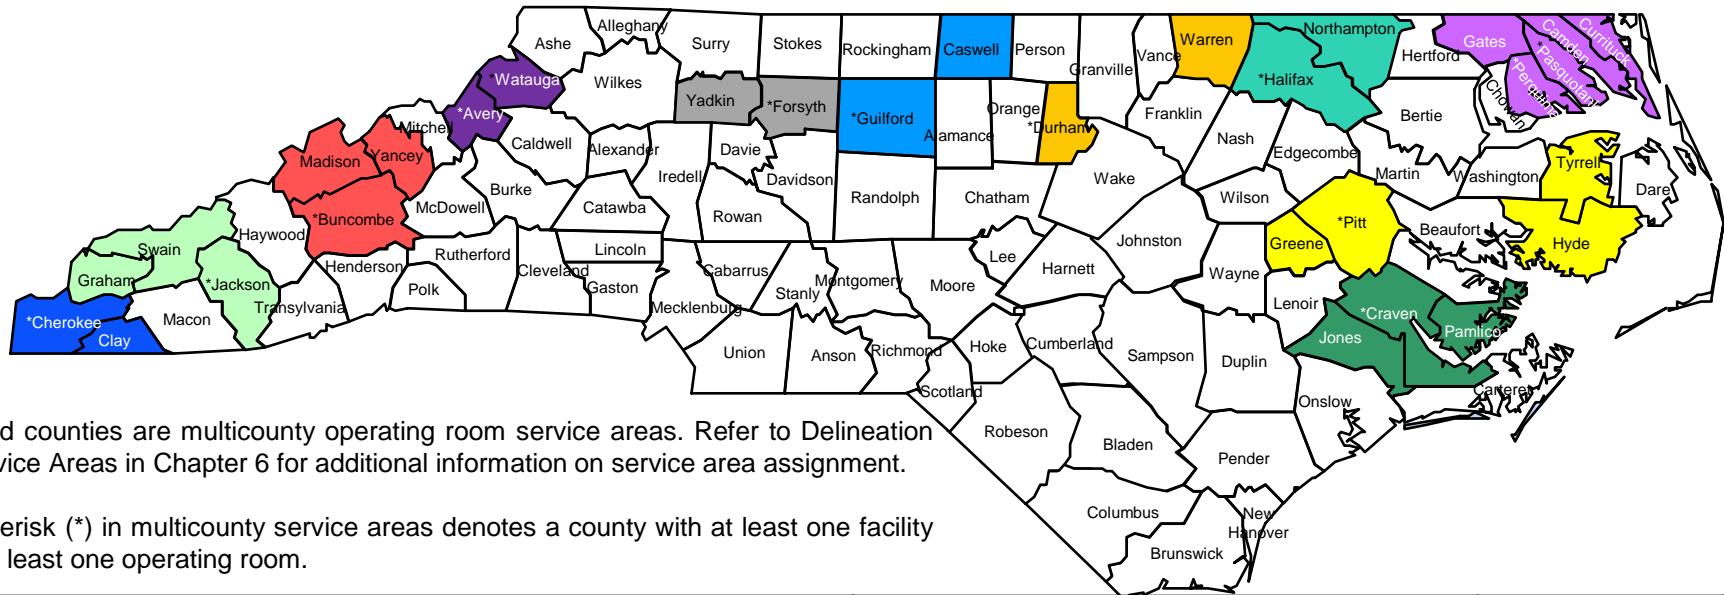 Alleghany
Ashe
Surry
Stokes
Rockingham
Caswell
Person
Granville
Vance
Warren
Northampton
Hertford
Gates
Camden
Currituck
*Pasquotank
*Watauga
Wilkes
Yadkin
*Forsyth
*Halifax
Chowan
*Avery
Mitchell
Caldwell
Alexander
Davie
*Guilford
Alamance
Orange
*Durham
Franklin
Nash
Edgecombe
Bertie
Madison
Yancey
Burke
Iredell
Davidson
Randolph
Chatham
Wake
Wilson
Martin
Washington
Tyrrell
Dare
*Buncombe
McDowell
Catawba
Rowan
Haywood
Swain
Graham
*Jackson
Henderson
Transylvania
Rutherford
Polk
Cleveland
Lincoln
Gaston
Cabarrus
Mecklenburg
Stanly
Montgomery
Moore
Lee
Harnett
Johnston
Wayne
Greene
*Pitt
Beaufort
Hyde
*Cherokee
Clay
Macon
Union
Anson
Richmond
Hoke
Scotland
Cumberland
Sampson
Duplin
Lenoir
Jones
*Craven
Pamlico
Carteret
Onslow
Robeson
Bladen
Pender
Columbus
Brunswick
New
Hanover
d counties are multicounty operating room service areas. Refer to Delineation
vice Areas in Chapter 6 for additional information on service area assignment.
erisk (*) in multicounty service areas denotes a county with at least one facility
least one operating room.